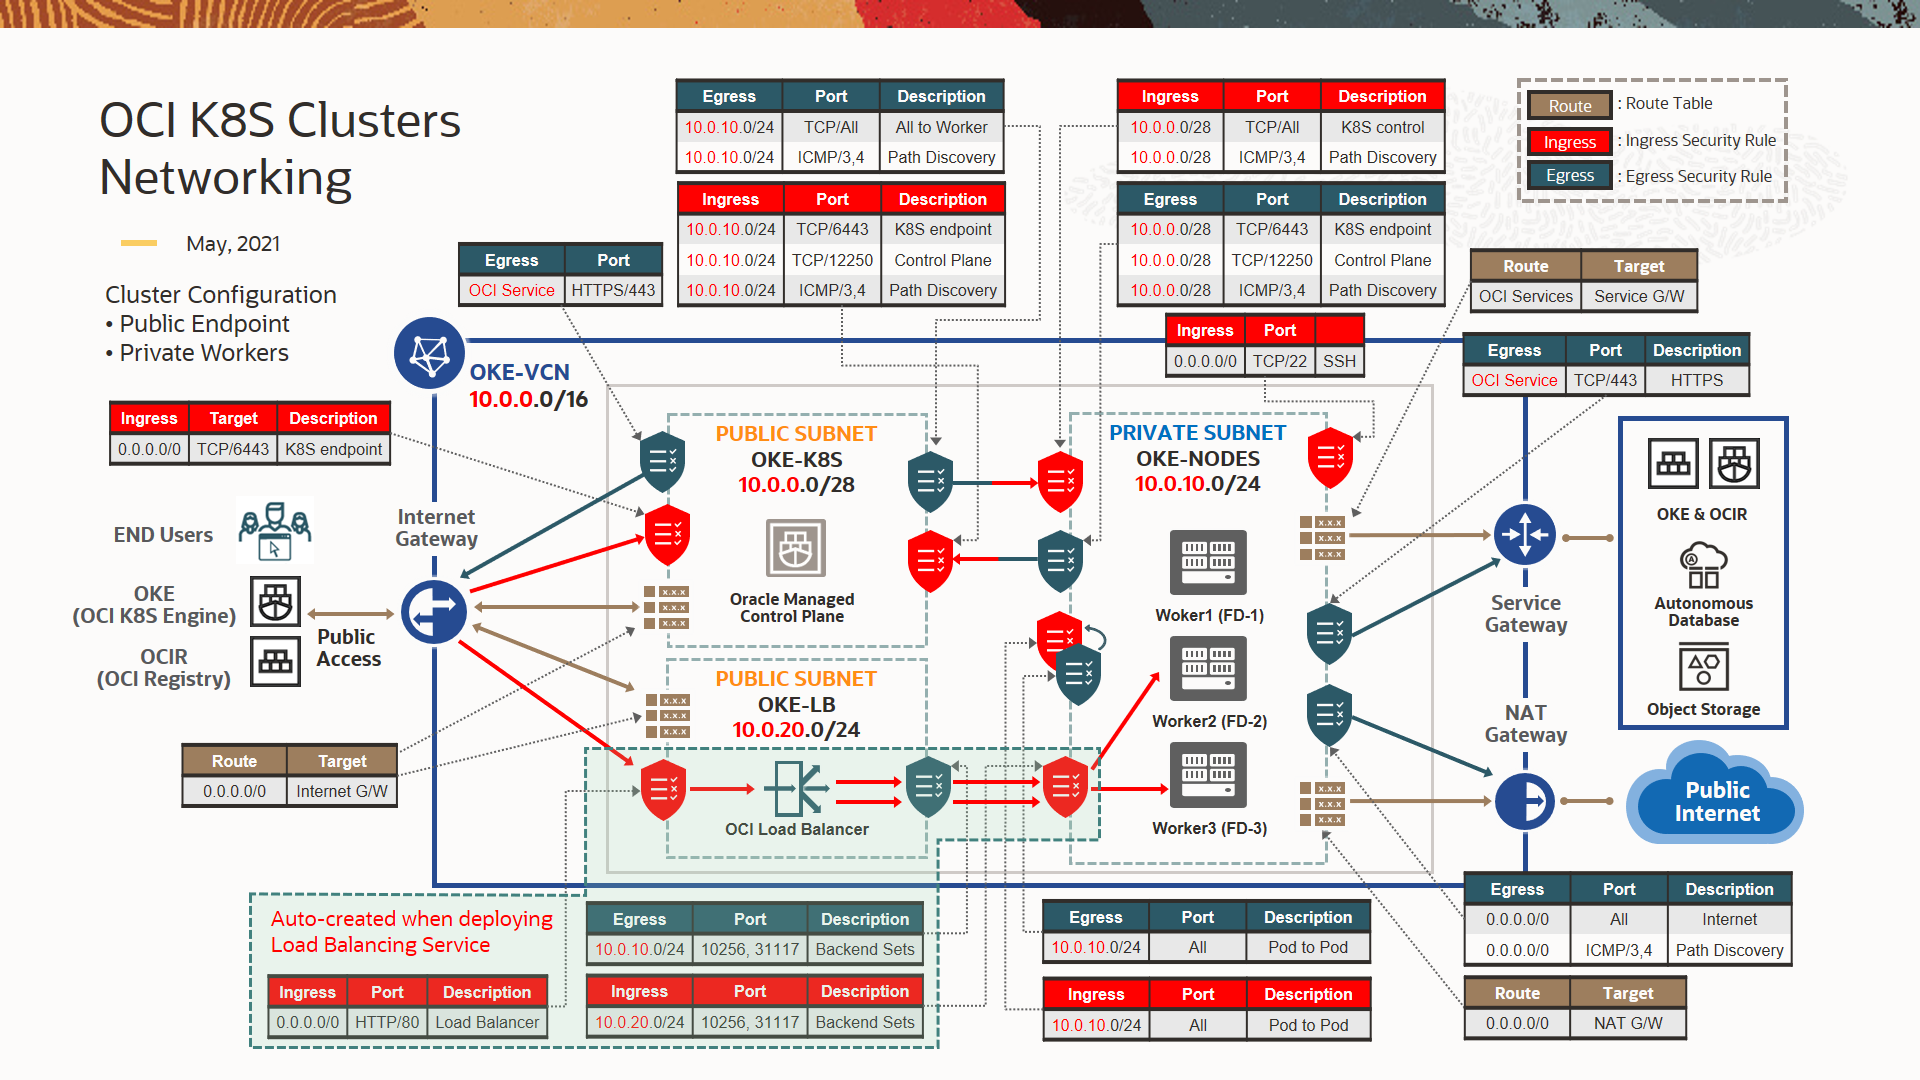 OCI K8S Clusters
Networking
May, 2021
Cluster Configuration
• Public Endpoint
• Private Workers
Egress Port Description
10.0.10.0/24 TCP/All All to Worker
10.0.10.0/24 ICMP/3,4 Path Discovery
Ingress Port Description
10.0.10.0/24 TCP/6443 K8S endpoint
10.0.10.0/24 TCP/12250 Control Plane
10.0.10.0/24 ICMP/3,4 Path Discovery
Ingress Port Description
10.0.0.0/28 TCP/All K8S control
10.0.0.0/28 ICMP/3,4 Path Discovery
Egress Port Description
10.0.0.0/28 TCP/6443 K8S endpoint
10.0.0.0/28 TCP/12250 Control Plane
10.0.0.0/28 ICMP/3,4 Path Discovery
Route : Route Table
Ingress : Ingress Security Rule
Egress : Egress Security Rule
Egress Port
OCI Service HTTPS/443
Route Target
OCI Services Service G/W
Ingress Port
0.0.0.0/0 TCP/22 SSH
Egress Port Description
OCI Service TCP/443 HTTPS
OKE-VCN
10.0.0.0/16
Ingress Target Description
0.0.0.0/0 TCP/6443 K8S endpoint
PUBLIC SUBNET
OKE-K8S
10.0.0.0/28
Oracle Managed
Control Plane
x.x.x
x.x.x
x.x.x
PRIVATE SUBNET
OKE-NODES
10.0.10.0/24
Woker1 (FD-1)
Worker2 (FD-2)
Worker3 (FD-3)
x.x.x
x.x.x
x.x.x
x.x.x
x.x.x
x.x.x
END Users
Internet
Gateway
OKE
(OCI K8S Engine)
Public
Access
OCIR
(OCI Registry)
PUBLIC SUBNET
OKE-LB
10.0.20.0/24
x.x.x
x.x.x
x.x.x
OCI Load Balancer
Service
Gateway
NAT
Gateway
OKE & OCIR
A
Autonomous
Database
Object Storage
Public
Internet
Route Target
0.0.0.0/0 Internet G/W
Auto-created when deploying
Load Balancing Service
Ingress Port Description
0.0.0.0/0 HTTP/80 Load Balancer
Egress Port Description
10.0.10.0/24 10256, 31117 Backend Sets
Ingress Port Description
10.0.20.0/24 10256, 31117 Backend Sets
Egress Port Description
10.0.10.0/24 All Pod to Pod
Ingress Port Description
10.0.10.0/24 All Pod to Pod
Egress Port Description
0.0.0.0/0 All Internet
0.0.0.0/0 ICMP/3,4 Path Discovery
Route Target
0.0.0.0/0 NAT G/W